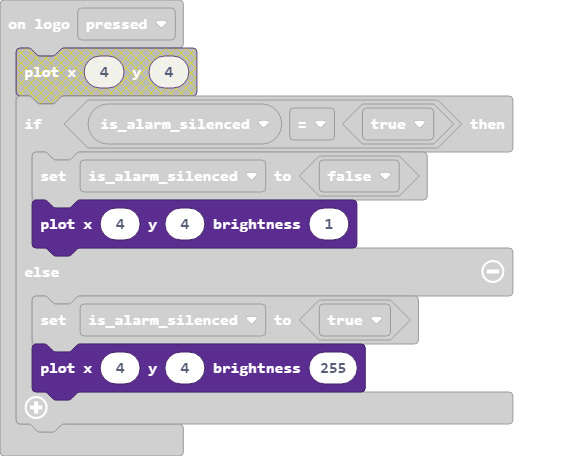 on logo pressed
plot x 4 y 4
if is_alarm_silenced = true then
set is_alarm_silenced to false
plot x 4 y 4 brightness 1
else
set is_alarm_silenced to true
plot x 4 y 4 brightness 255